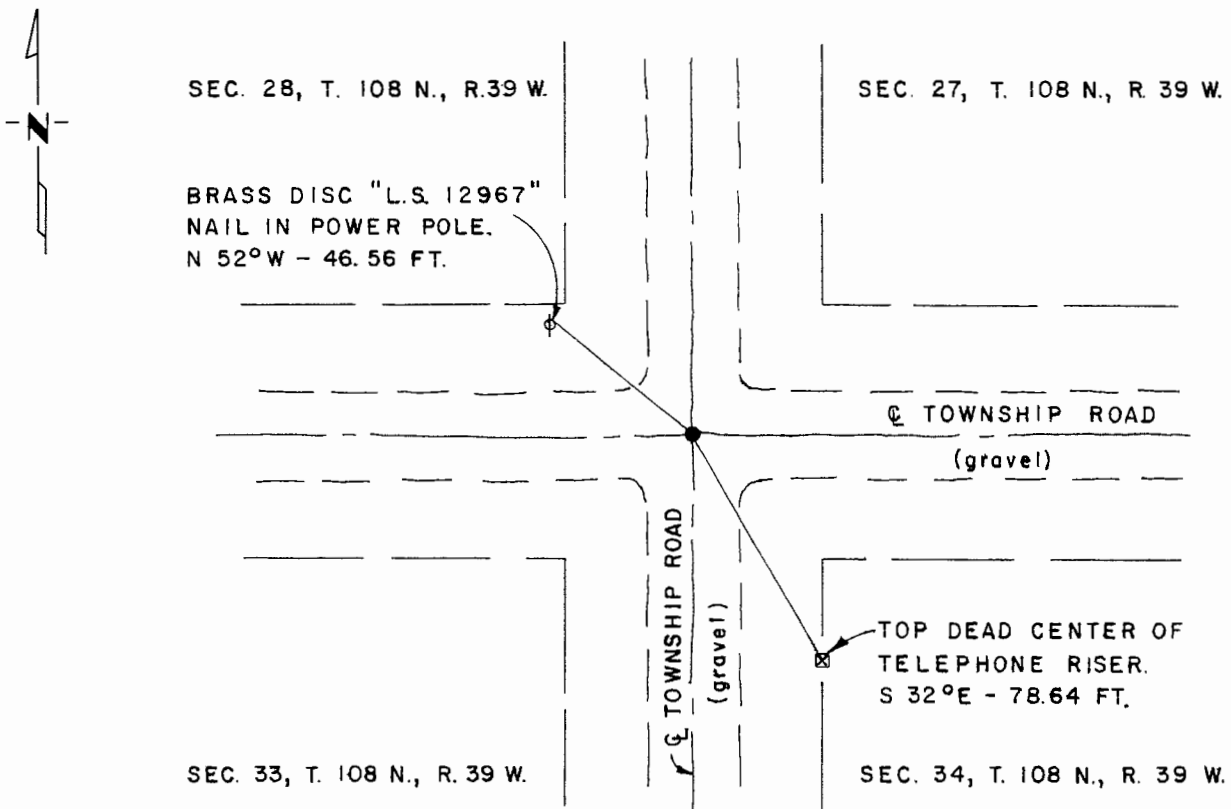 N
SEC. 28, T. 108 N., R.39 W.
SEC. 27, T. 108 N., R. 39 W.
BRASS DISC "L.S. 12967"
NAIL IN POWER POLE.
N 52°W - 46.56 FT.
℄ TOWNSHIP ROAD
(gravel)
℄ TOWNSHIP ROAD
(gravel)
TOP DEAD CENTER OF
TELEPHONE RISER.
S 32°E - 78.64 FT.
SEC. 33, T. 108 N., R. 39 W.
SEC. 34, T. 108 N., R. 39 W.